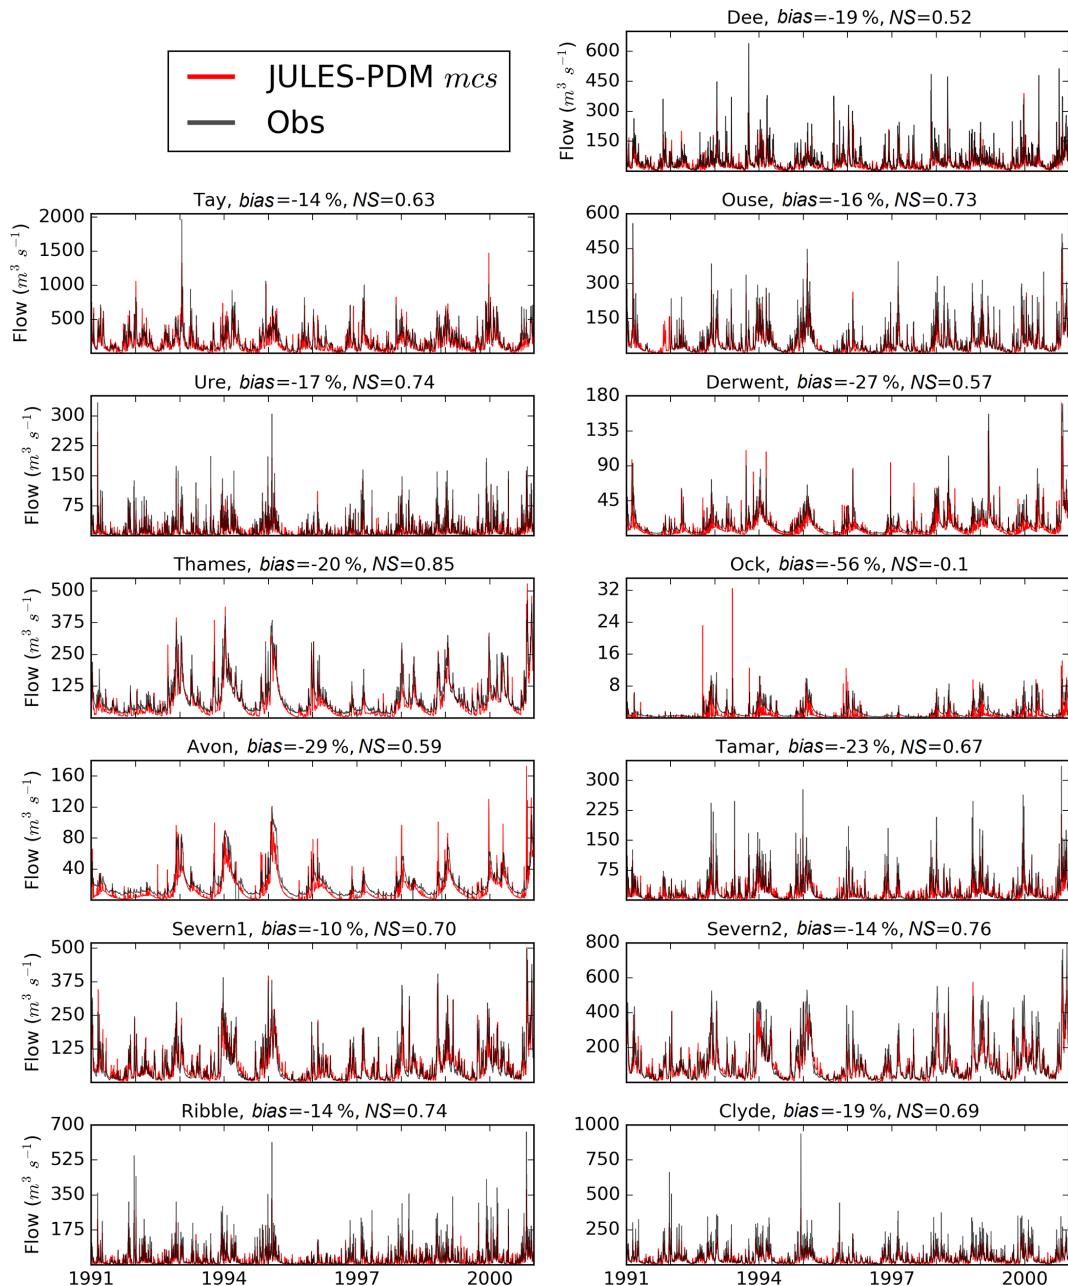 JULES-PDM mcs
Obs
Dee, bias=-19 %, NS=0.52
Flow (m³ s⁻¹)
600
450
300
150
Tay, bias=-14 %, NS=0.63
Flow (m³ s⁻¹)
2000
1500
1000
500
Ouse, bias=-16 %, NS=0.73
600
450
300
150
Ure, bias=-17 %, NS=0.74
Flow (m³ s⁻¹)
300
225
150
75
Derwent, bias=-27 %, NS=0.57
180
135
90
45
Thames, bias=-20 %, NS=0.85
Flow (m³ s⁻¹)
500
375
250
125
Ock, bias=-56 %, NS=-0.1
32
24
16
8
Avon, bias=-29 %, NS=0.59
Flow (m³ s⁻¹)
160
120
80
40
Tamar, bias=-23 %, NS=0.67
300
225
150
75
Severn1, bias=-10 %, NS=0.70
Flow (m³ s⁻¹)
500
375
250
125
Severn2, bias=-14 %, NS=0.76
800
600
400
200
Ribble, bias=-14 %, NS=0.74
Flow (m³ s⁻¹)
700
525
350
175
1991 1994 1997 2000
Clyde, bias=-19 %, NS=0.69
1000
750
500
250
1991 1994 1997 2000